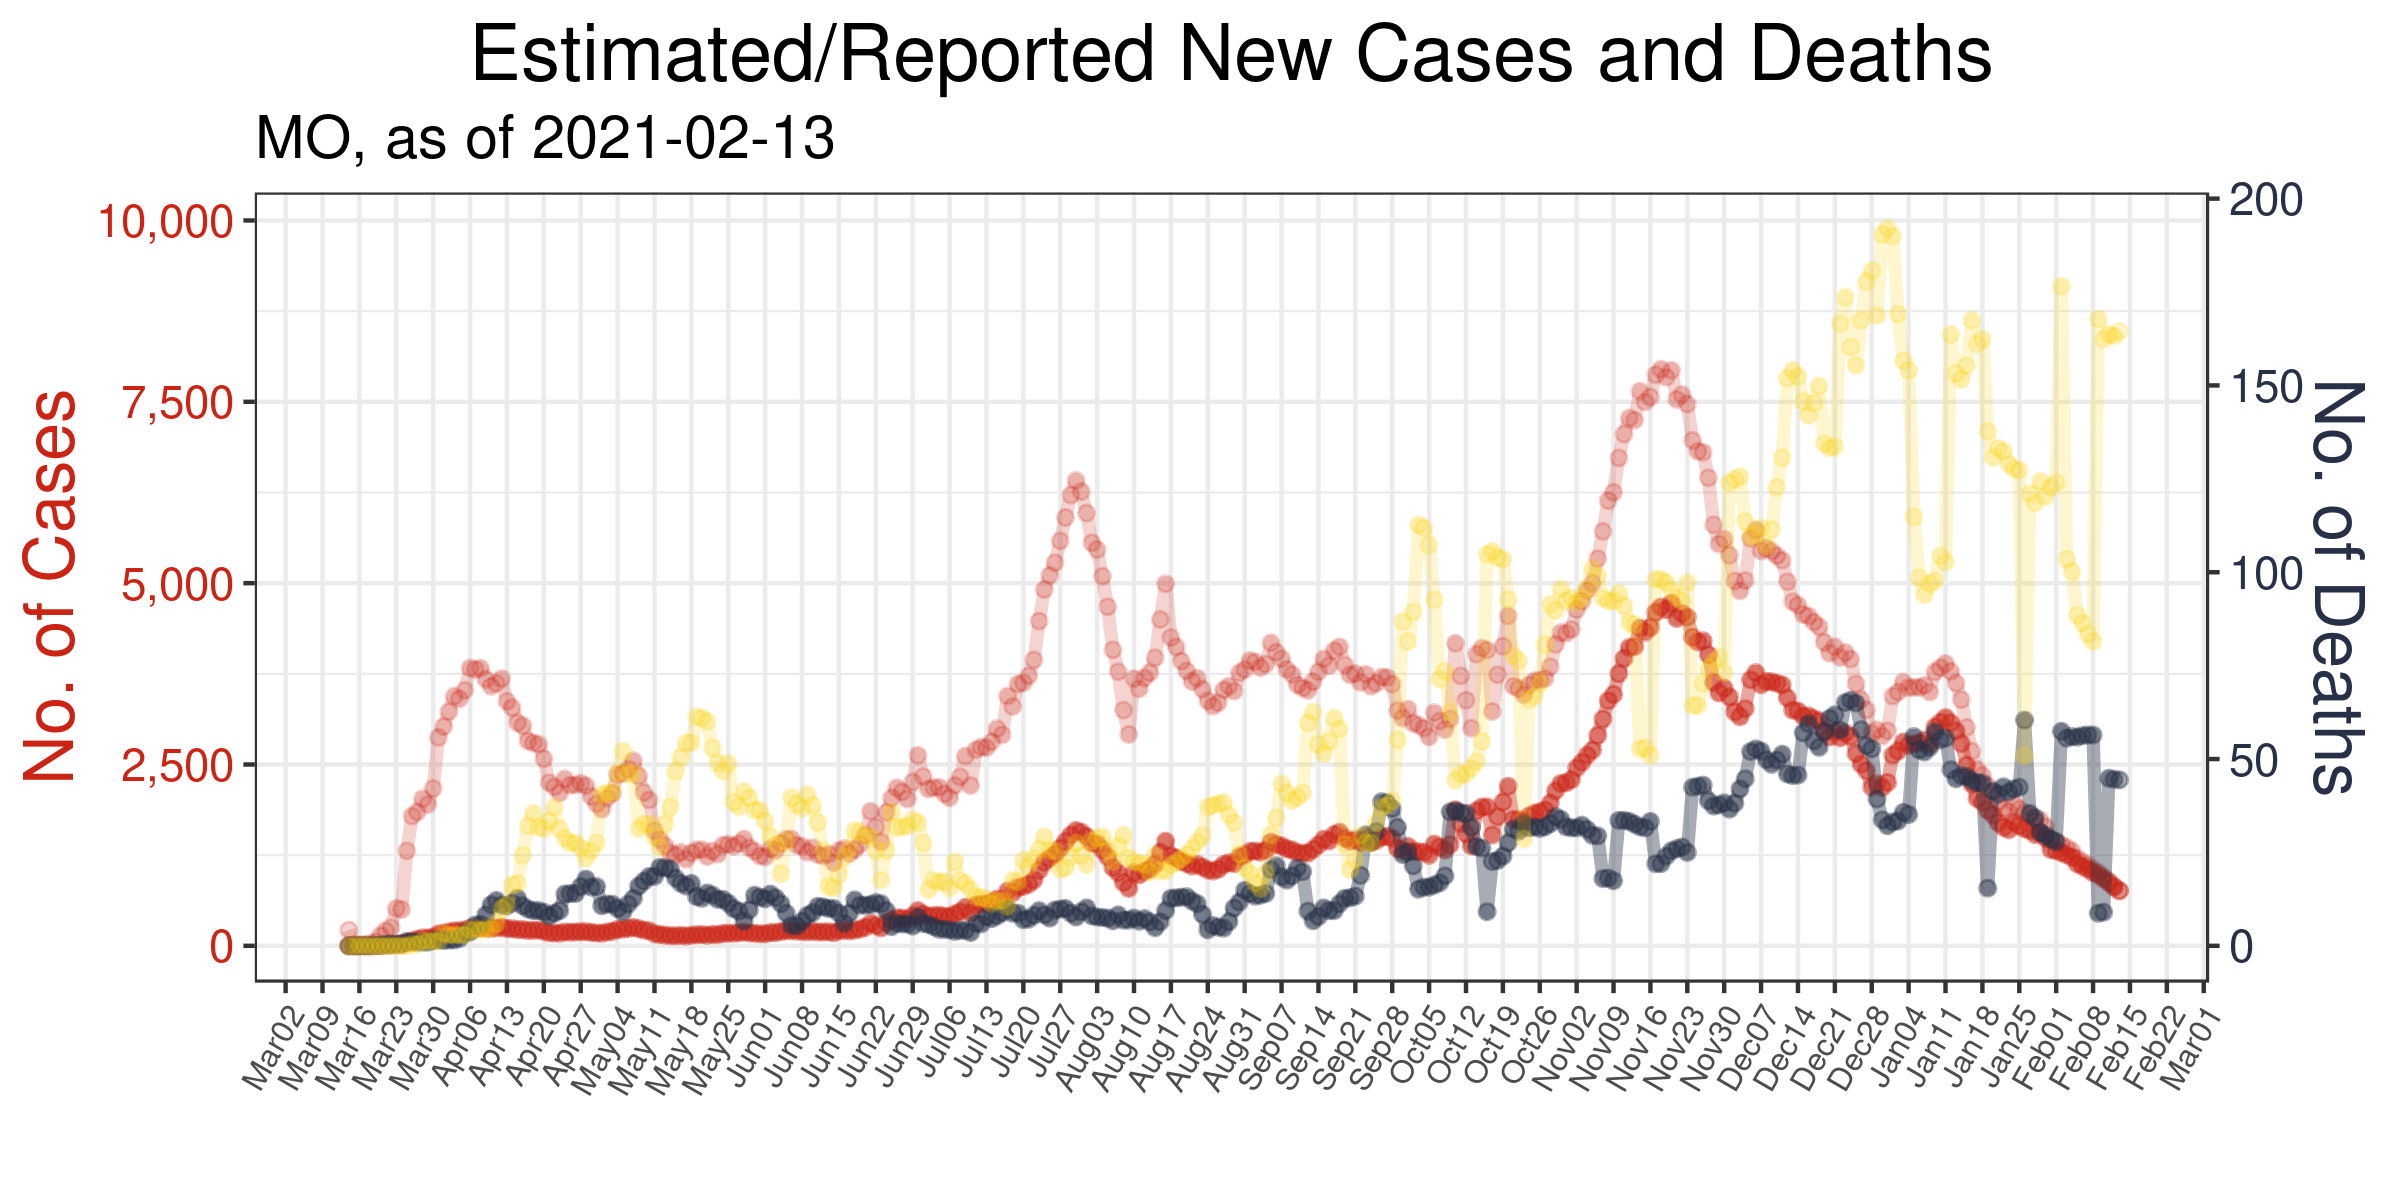 Estimated/Reported New Cases and Deaths
MO, as of 2021-02-13
No. of Cases
10,000
7,500
5,000
2,500
0
200
150
100
50
0
No. of Deaths
Mar02
Mar09
Mar16
Mar23
Mar30
Apr06
Apr13
Apr20
Apr27
May04
May11
May18
May25
Jun01
Jun08
Jun15
Jun22
Jun29
Jul06
Jul13
Jul20
Jul27
Aug03
Aug10
Aug17
Aug24
Aug31
Sep07
Sep14
Sep21
Sep28
Oct05
Oct12
Oct19
Oct26
Nov02
Nov09
Nov16
Nov23
Nov30
Dec07
Dec14
Dec21
Dec28
Jan04
Jan11
Jan18
Jan25
Feb01
Feb08
Feb15
Feb22
Mar01